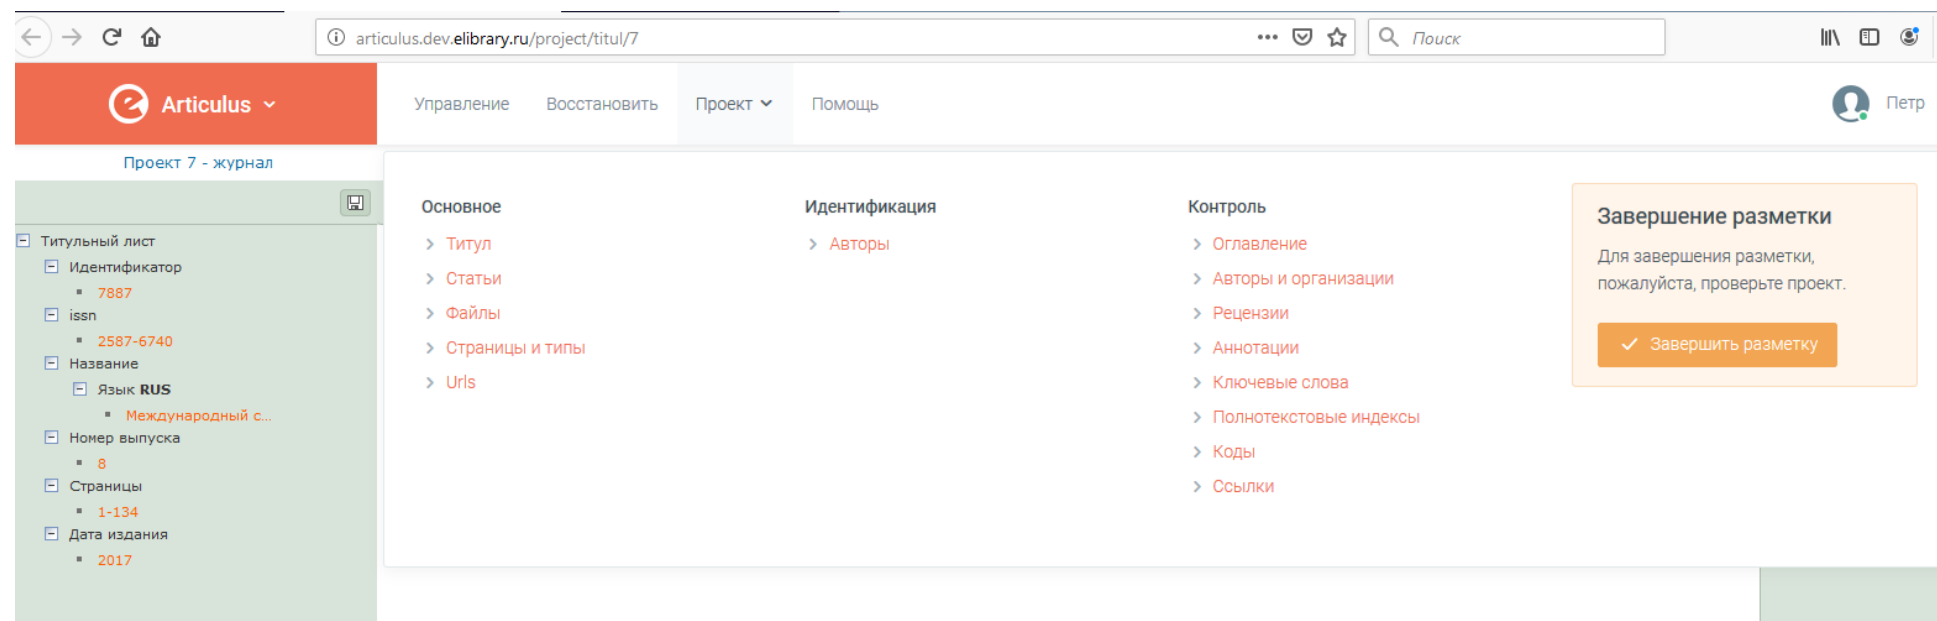 articulus.dev.elibrary.ru/project/titul/7
Поиск
Articulus
Управление
Восстановить
Проект
Помощь
Петр
Проект 7 - журнал
Титульный лист
Идентификатор
7887
issn
2587-6740
Название
Язык RUS
Международный с...
Номер выпуска
8
Страницы
1-134
Дата издания
2017
Основное
Титул
Статьи
Файлы
Страницы и типы
Urls
Идентификация
Авторы
Контроль
Оглавление
Авторы и организации
Рецензии
Аннотации
Ключевые слова
Полнотекстовые индексы
Коды
Ссылки
Завершение разметки
Для завершения разметки,
пожалуйста, проверьте проект.
Завершить разметку